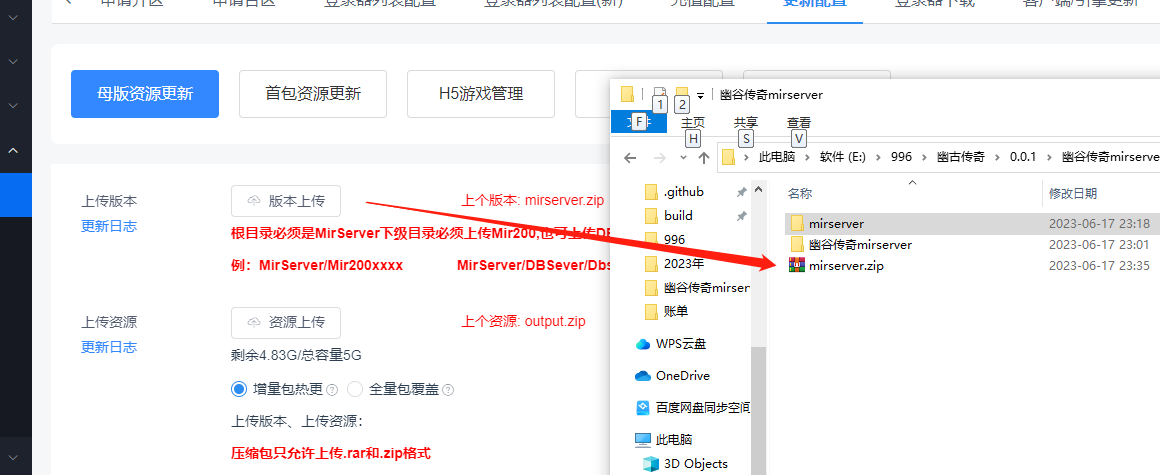 申请开区
申请合区
登录器列表配置
登录器列表配置(新)
充值配置
更新配置
登录器下载
客户端/引擎更新
母版资源更新
首包资源更新
H5游戏管理
上传版本
更新日志
版本上传
上个版本: mirserver.zip
根目录必须是MirServer下级目录必须上传Mir200,也可上传DB
例：MirServer/Mir200xxxx
MirServer/DBSever/Dbs
上传资源
更新日志
资源上传
上个资源: output.zip
剩余4.83G/总容量5G
增量包热更
全量包覆盖
上传版本、上传资源：
压缩包只允许上传.rar和.zip格式
1
2
幽谷传奇mirserver
文件
F
主页
H
共享
S
查看
V
此电脑
软件 (E:)
996
幽古传奇
0.0.1
幽谷传奇mirserve
.github
build
996
2023年
幽谷传奇mirser
账单
WPS云盘
OneDrive
百度网盘同步空间
此电脑
3D Objects
名称
修改日期
mirserver
2023-06-17 23:18
幽谷传奇mirserver
2023-06-17 23:01
mirserver.zip
2023-06-17 23:35